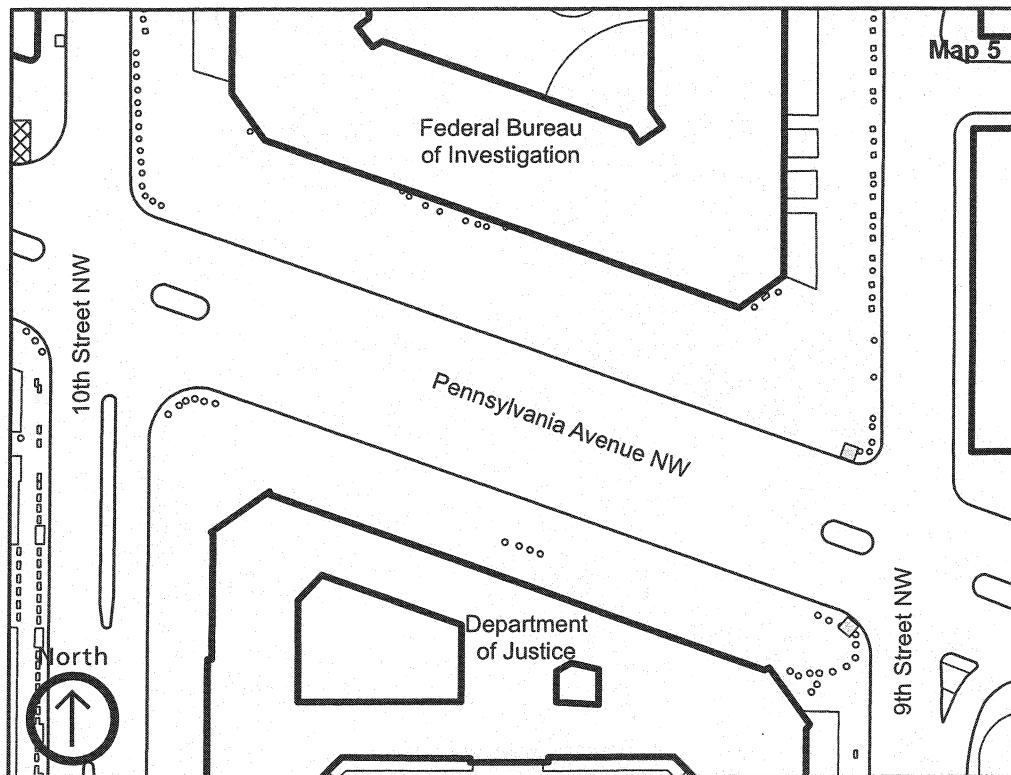 Map 5
Federal Bureau
of Investigation
10th Street NW
Pennsylvania Avenue NW
Department
of Justice
9th Street NW
North